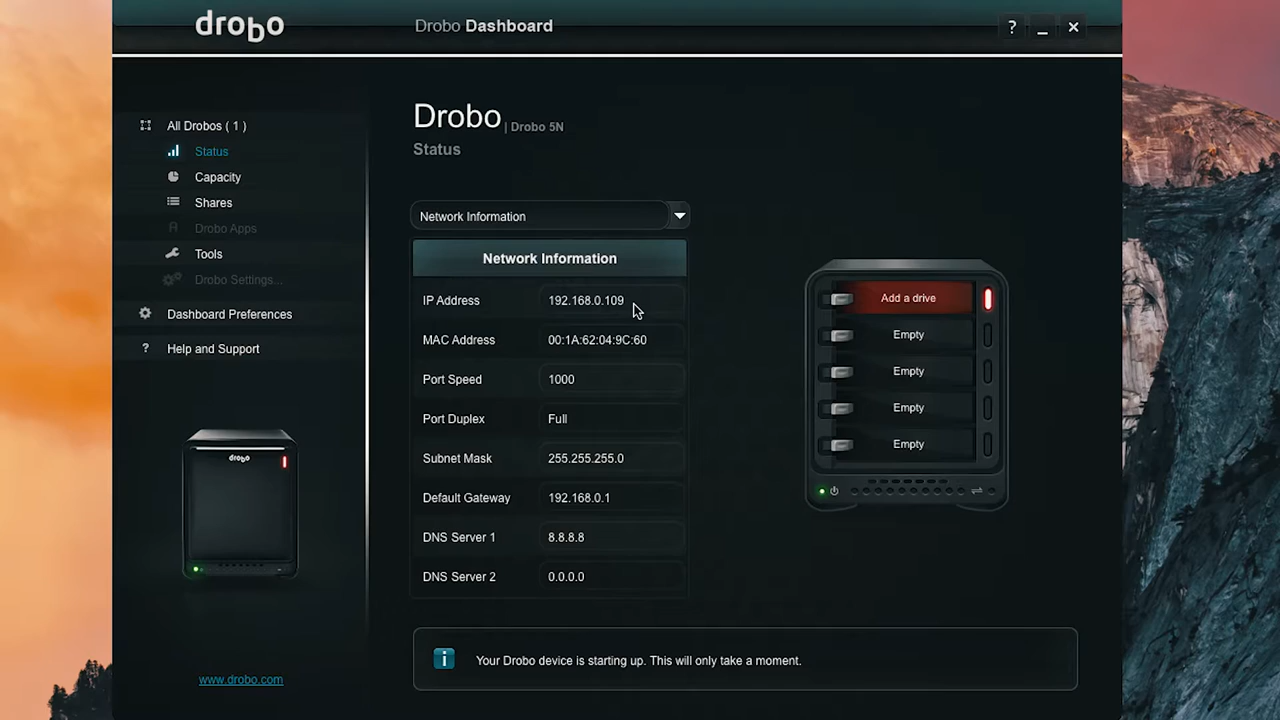 drobo
Drobo Dashboard
?
All Drobos ( 1 )
Status
Capacity
Shares
Drobo Apps
Tools
Drobo Settings...
Dashboard Preferences
? Help and Support
drobo
www.drobo.com
Drobo | Drobo 5N
Status
Network Information
Network Information
IP Address 192.168.0.109
MAC Address 00:1A:62:04:9C:60
Port Speed 1000
Port Duplex Full
Subnet Mask 255.255.255.0
Default Gateway 192.168.0.1
DNS Server 1 8.8.8.8
DNS Server 2 0.0.0.0
Add a drive
Empty
Empty
Empty
Empty
i Your Drobo device is starting up. This will only take a moment.